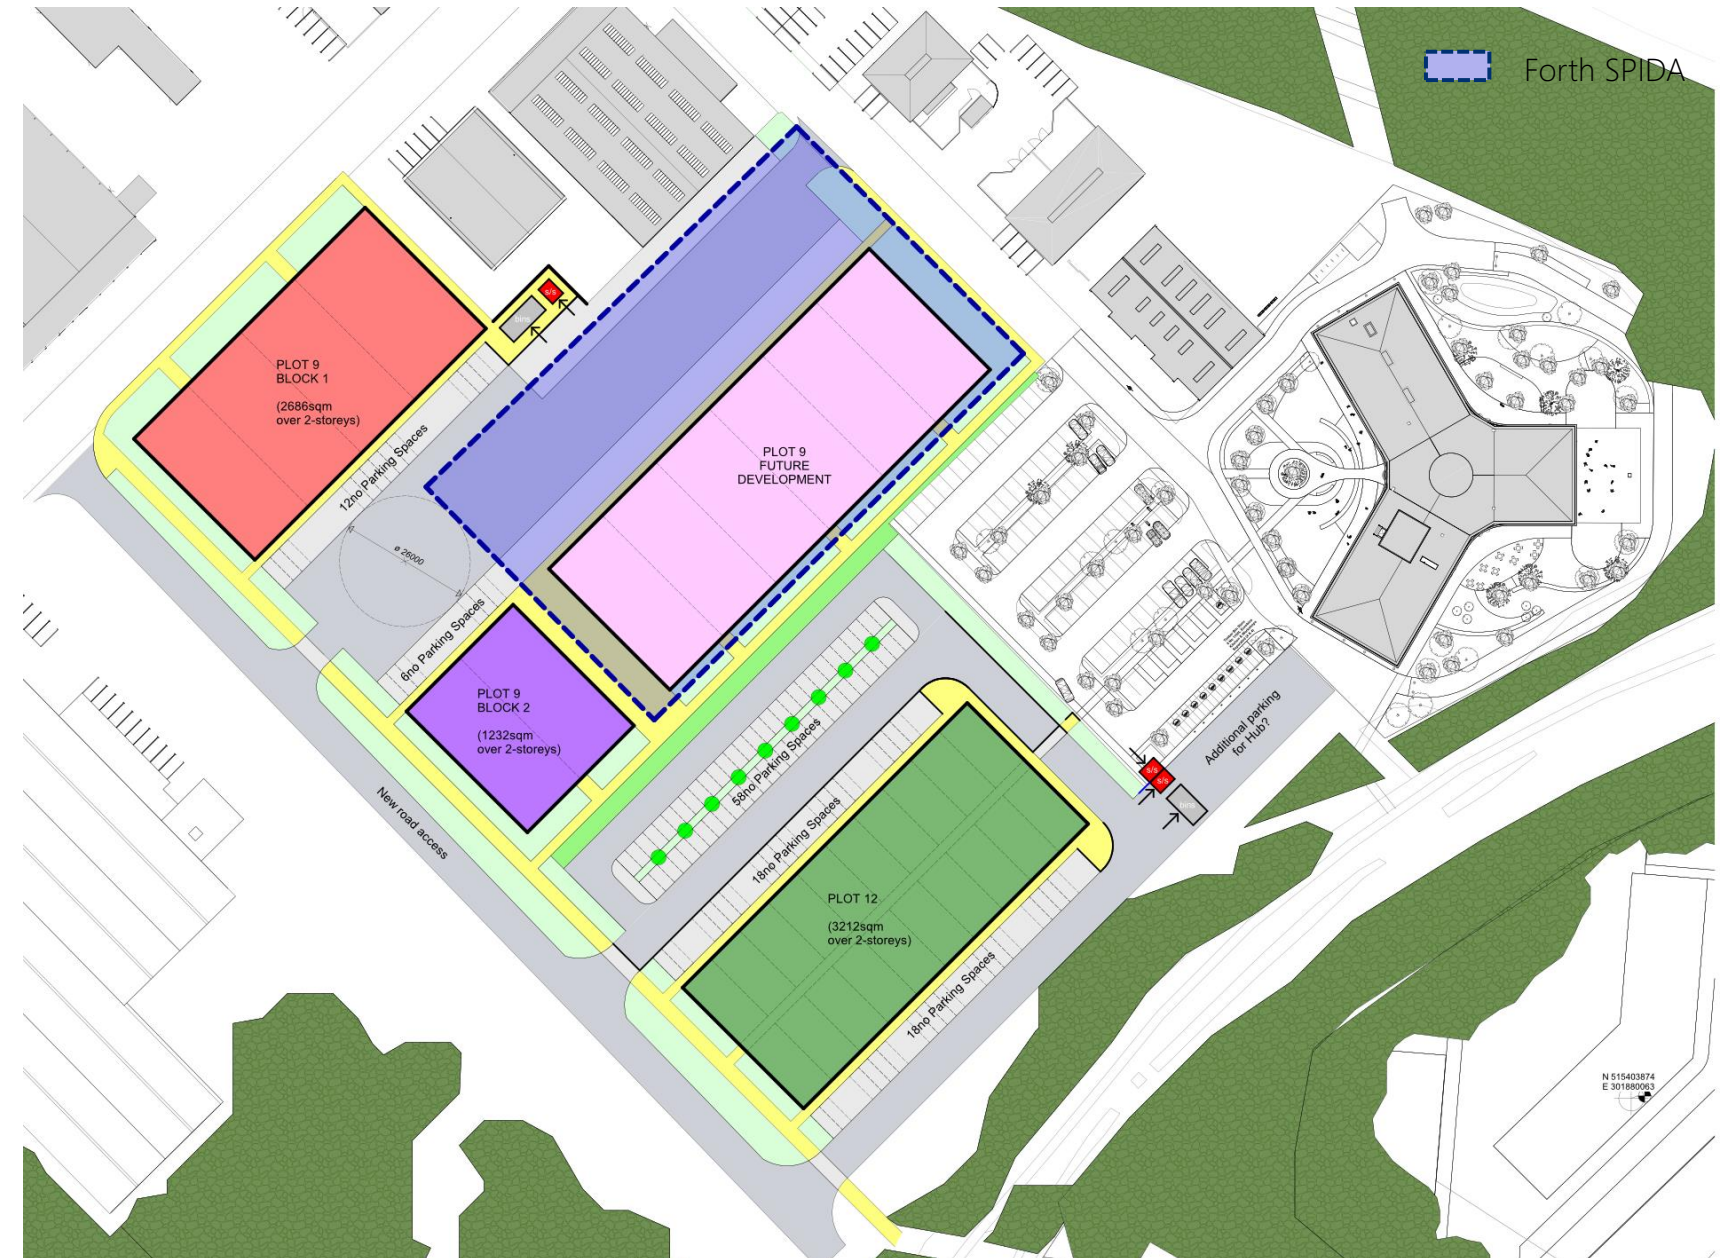 Forth SPIDA
s/s
bins
PLOT 9
BLOCK 1
(2686sqm
over 2-storeys)
12no Parking Spaces
PLOT 9
FUTURE
DEVELOPMENT
ø 26000
6no Parking Spaces
PLOT 9
BLOCK 2
(1232sqm
over 2-storeys)
58no Parking Spaces
Additional parking
for Hub?
s/s
s/s
bins
New road access
18no Parking Spaces
PLOT 12
(3212sqm
over 2-storeys)
18no Parking Spaces
N 515403874
E 301880063